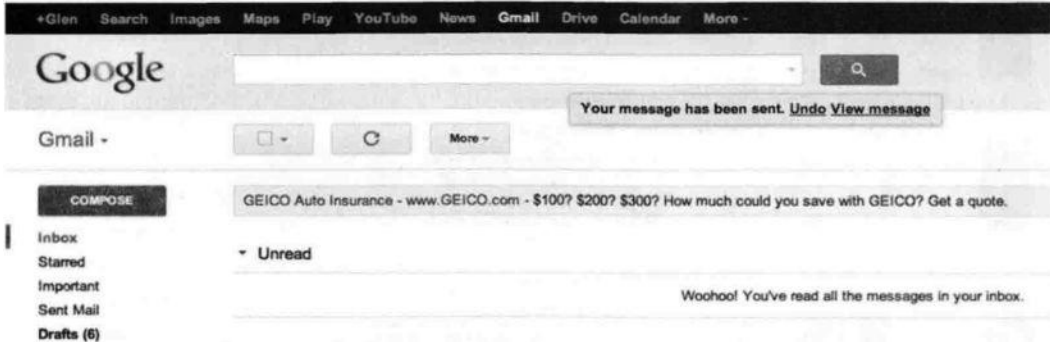 +Glen Search Images Maps Play YouTube News Gmail Drive Calendar More -
Google
Your message has been sent. Undo View message
Gmail -
More -
COMPOSE
GEICO Auto Insurance - www.GEICO.com - $100? $200? $300? How much could you save with GEICO? Get a quote.
Inbox
Unread
Starred
Important
Woohoo! You've read all the messages in your inbox.
Sent Mail
Drafts (6)